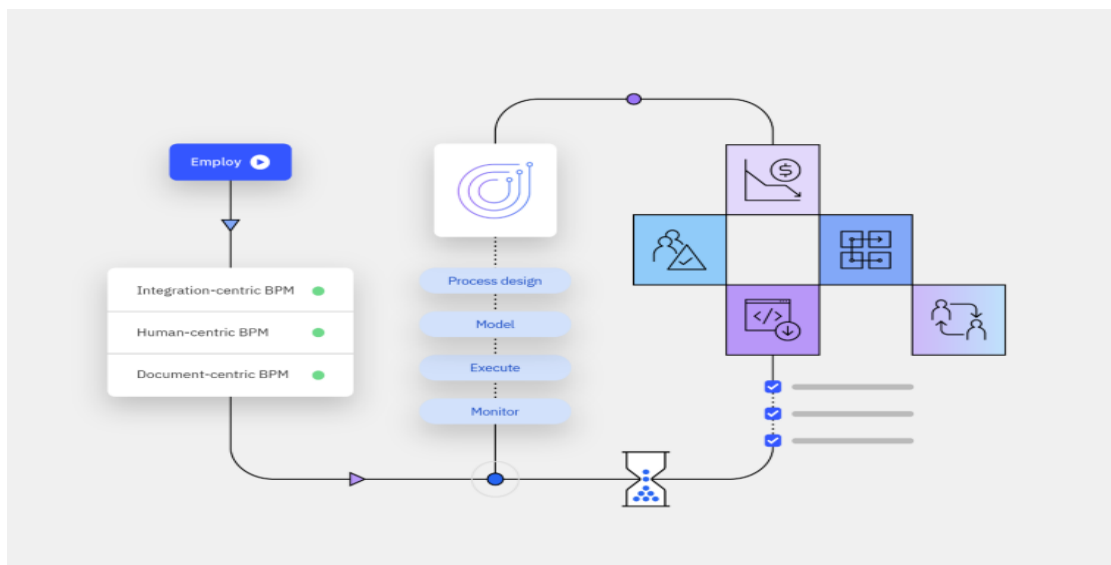 Employ
Integration-centric BPM
Human-centric BPM
Document-centric BPM
Process design
Model
Execute
Monitor
$
</>